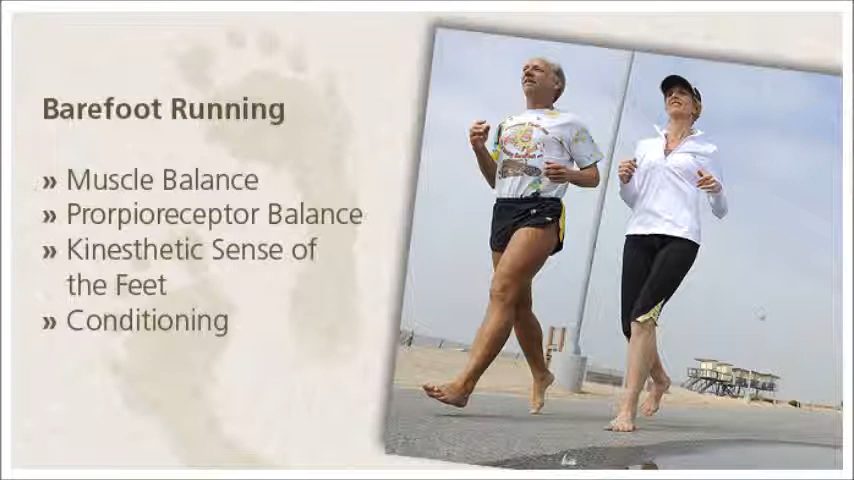 Barefoot Running
» Muscle Balance
» Prorpioreceptor Balance
» Kinesthetic Sense of
the Feet
» Conditioning